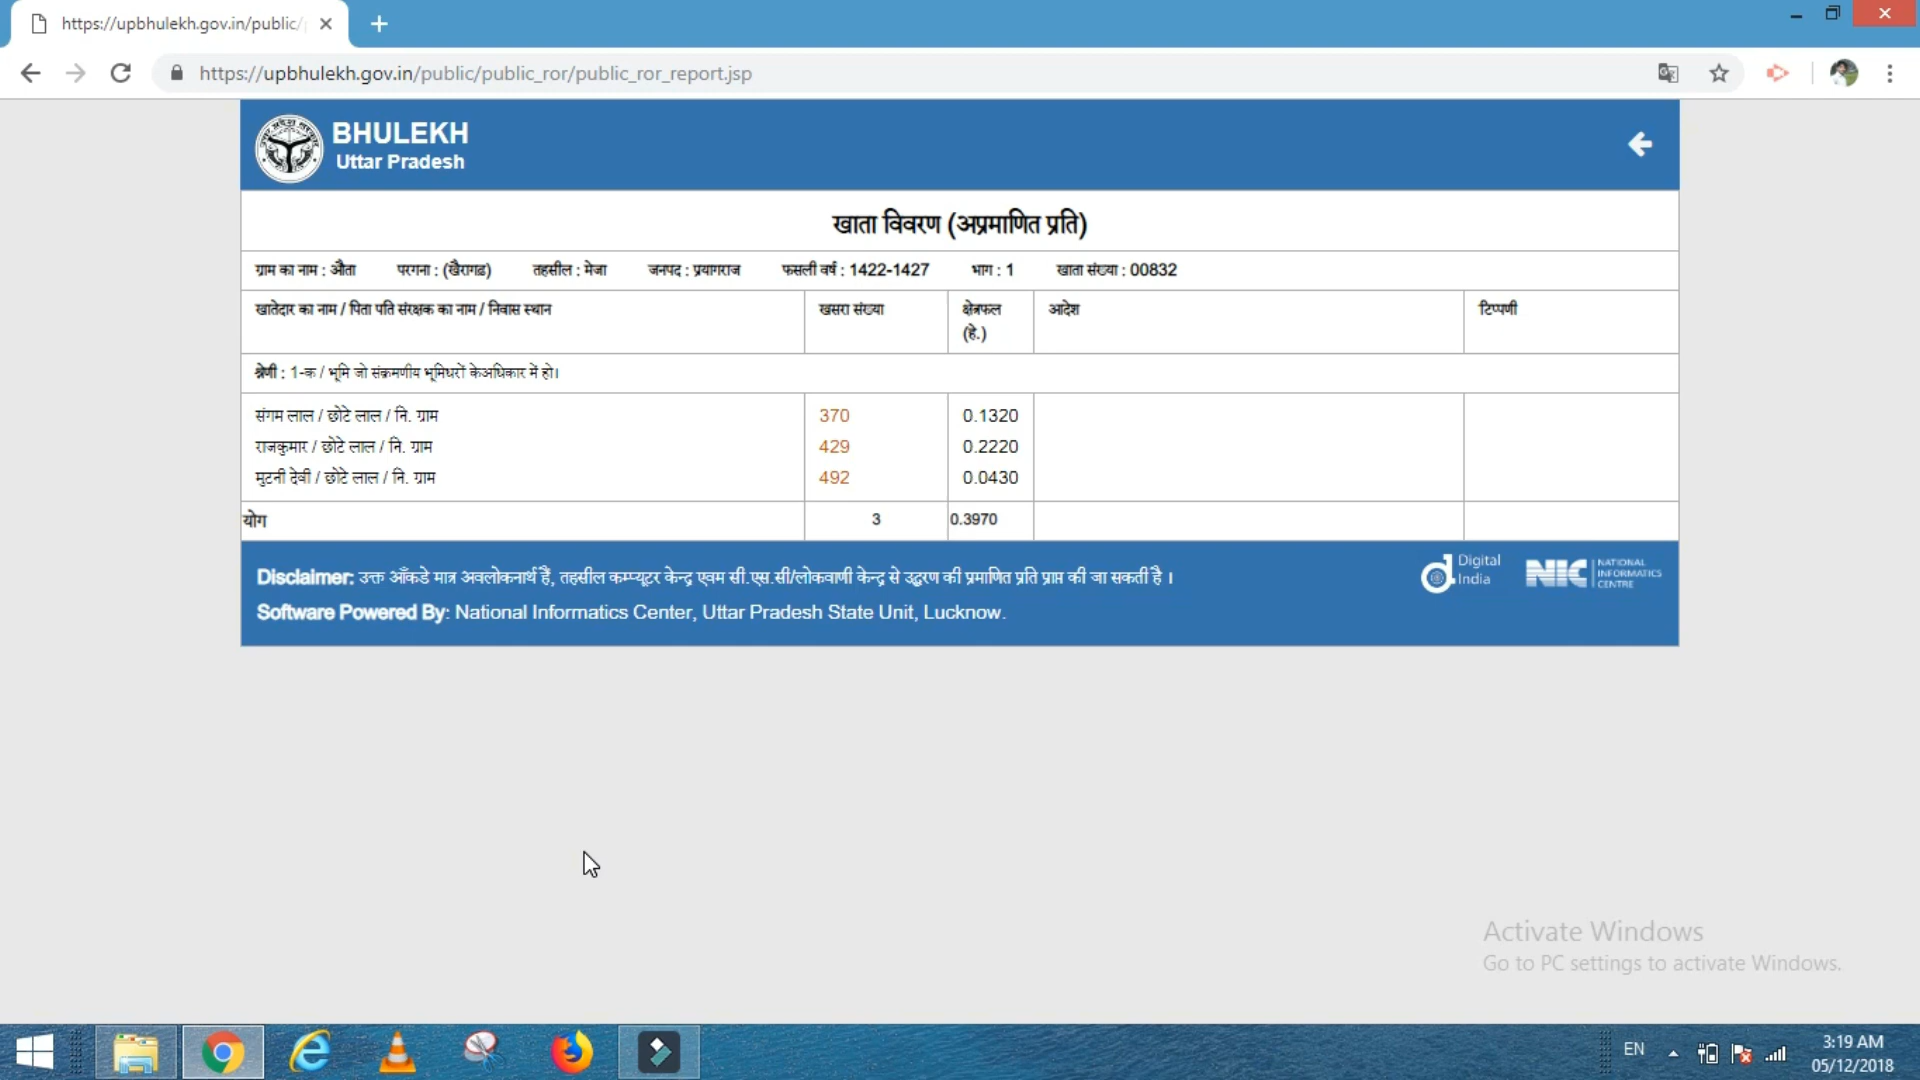 https://upbhulekh.gov.in/public/
https://upbhulekh.gov.in/public/public_ror/public_ror_report.jsp
BHULEKH
Uttar Pradesh
खाता विवरण (अप्रमाणित प्रति)
ग्राम का नाम : औता परगना : (खैरागढ़) तहसील : मेजा जनपद : प्रयागराज फसली वर्ष : 1422-1427 भाग : 1 खाता संख्या : 00832
खातेदार का नाम / पिता पति संरक्षक का नाम / निवास स्थान खसरा संख्या क्षेत्रफल (हे.) आदेश टिप्पणी
श्रेणी : 1-क / भूमि जो संक्रमणीय भूमिधरों केअधिकार में हो।
संगम लाल / छोटे लाल / नि. ग्राम 370 0.1320
राजकुमार / छोटे लाल / नि. ग्राम 429 0.2220
मुटनी देवी / छोटे लाल / नि. ग्राम 492 0.0430
योग 3 0.3970
Disclaimer: उक्त आँकडे मात्र अवलोकनार्थ हैं, तहसील कम्प्यूटर केन्द्र एवम सी.एस.सी/लोकवाणी केन्द्र से उद्धरण की प्रमाणित प्रति प्राप्त की जा सकती है ।
Software Powered By: National Informatics Center, Uttar Pradesh State Unit, Lucknow.
Digital
India
NIC
NATIONAL
INFORMATICS
CENTRE
Activate Windows
Go to PC settings to activate Windows.
EN
3:19 AM
05/12/2018